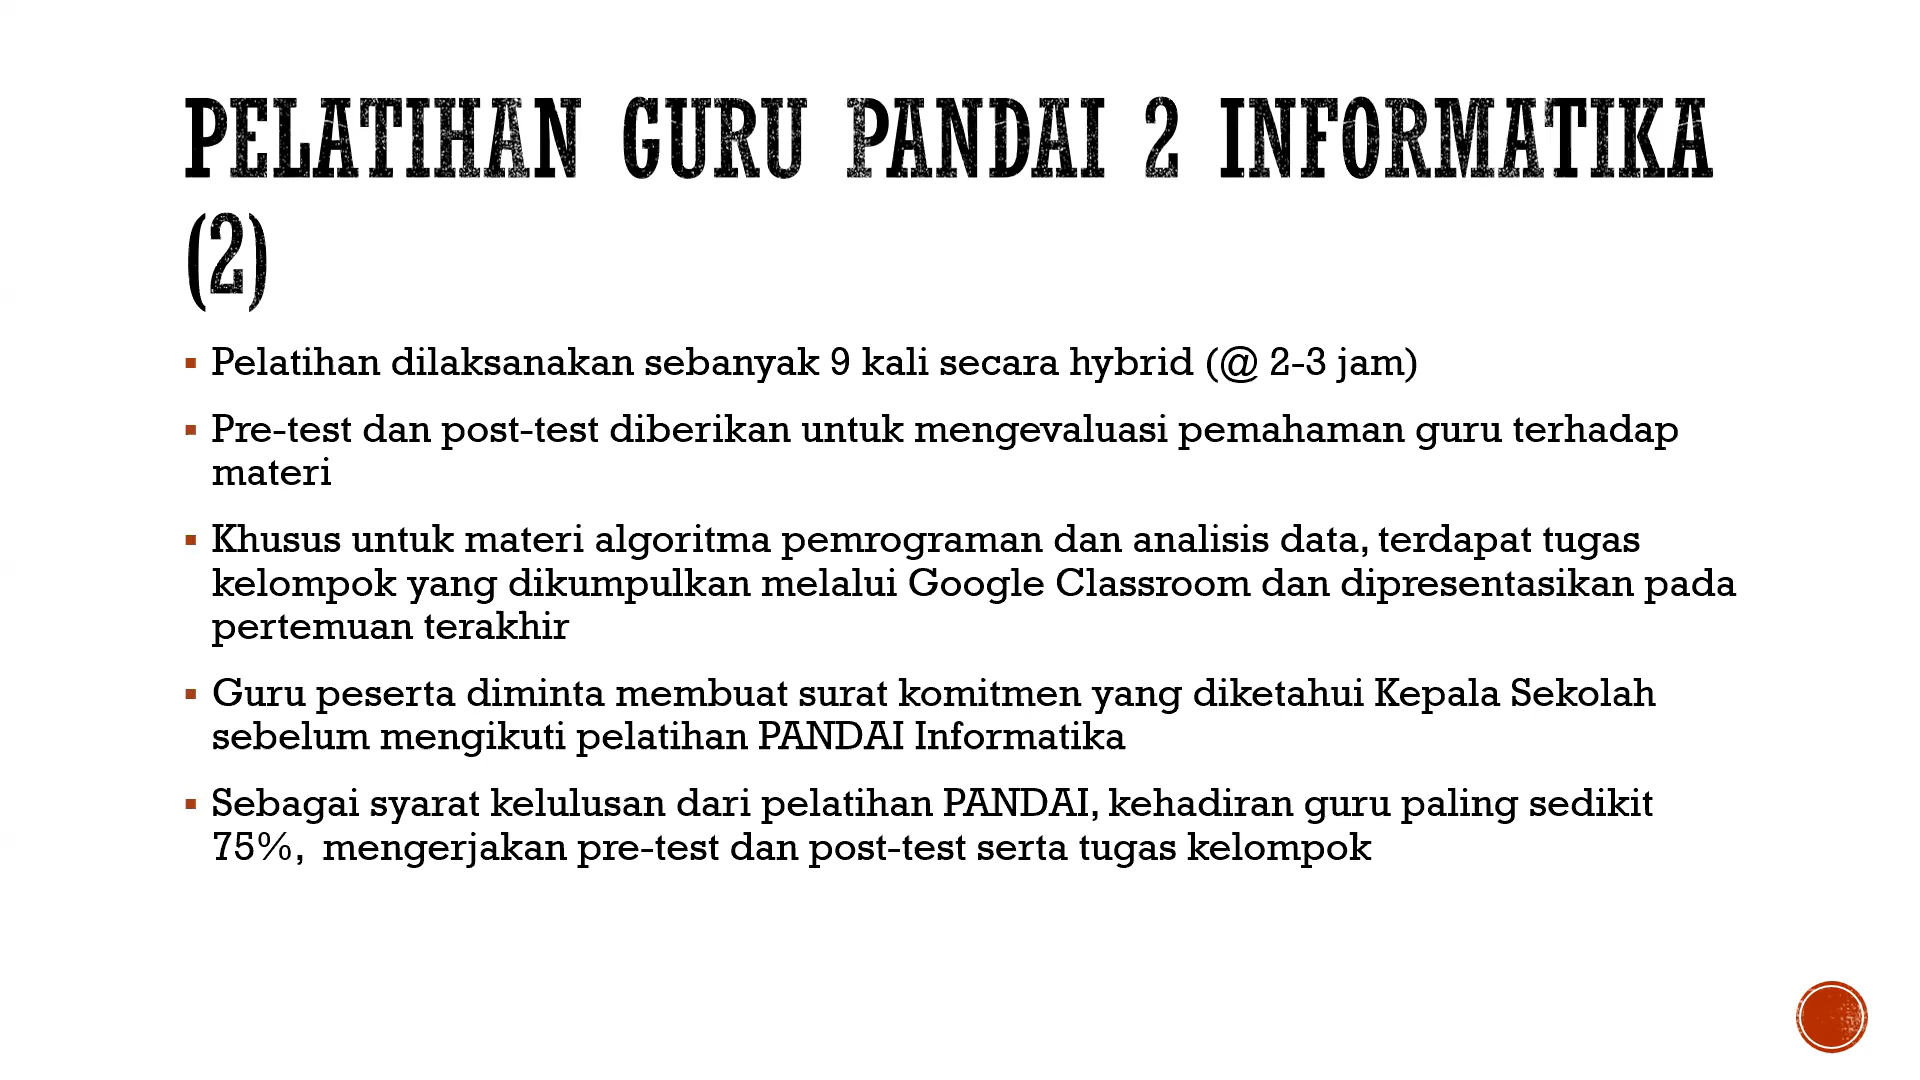 PELATIHAN GURU PANDAI 2 INFORMATIKA
(2)
▪ Pelatihan dilaksanakan sebanyak 9 kali secara hybrid (@ 2-3 jam)
▪ Pre-test dan post-test diberikan untuk mengevaluasi pemahaman guru terhadap
materi
▪ Khusus untuk materi algoritma pemrograman dan analisis data, terdapat tugas
kelompok yang dikumpulkan melalui Google Classroom dan dipresentasikan pada
pertemuan terakhir
▪ Guru peserta diminta membuat surat komitmen yang diketahui Kepala Sekolah
sebelum mengikuti pelatihan PANDAI Informatika
▪ Sebagai syarat kelulusan dari pelatihan PANDAI, kehadiran guru paling sedikit
75%,  mengerjakan pre-test dan post-test serta tugas kelompok